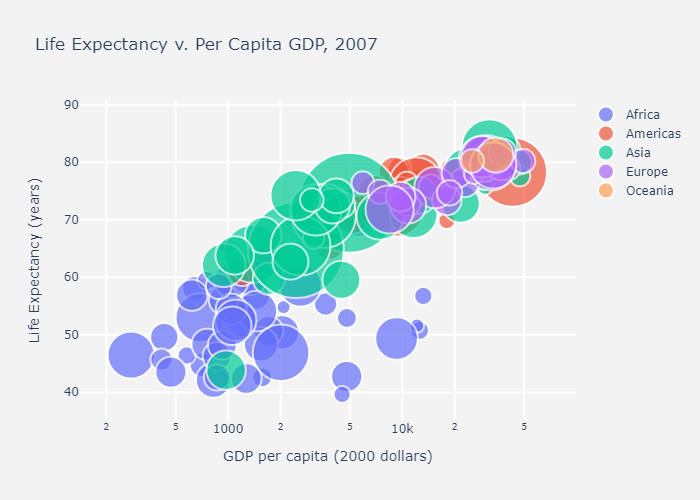 Life Expectancy v. Per Capita GDP, 2007
90
80
70
60
50
40
Life Expectancy (years)
2 5 1000 2 5 10k 2 5
GDP per capita (2000 dollars)
Africa
Americas
Asia
Europe
Oceania